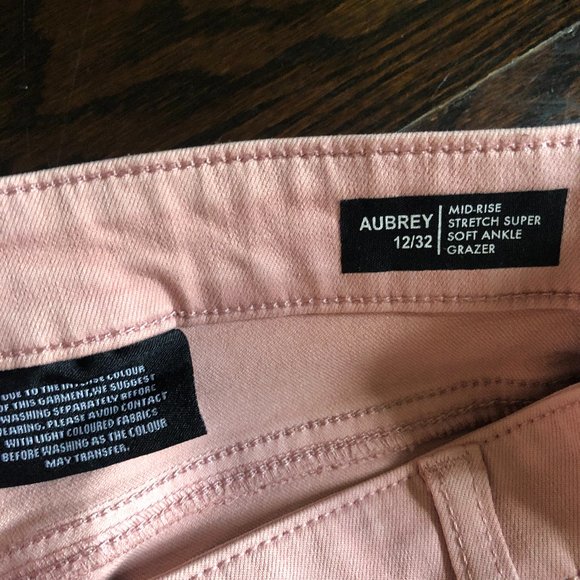 AUBREY
12/32
MID-RISE
STRETCH SUPER
SOFT ANKLE
GRAZER
DUE TO THE INTENSE COLOUR
OF THIS GARMENT,WE SUGGEST
WASHING SEPARATELY BEFORE
WEARING. PLEASE AVOID CONTACT
WITH LIGHT COLOURED FABRICS
BEFORE WASHING AS THE COLOUR
MAY TRANSFER.